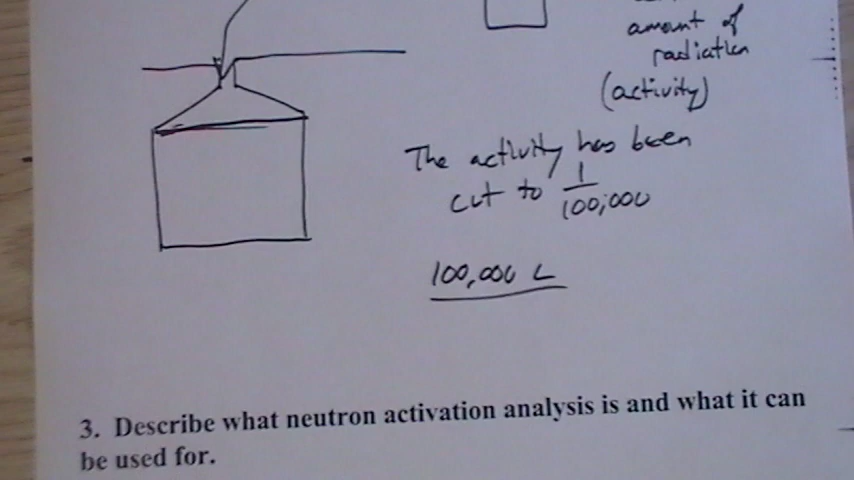 amount of
radiation
(activity)
The activity has been
cut to 1/100,000
100,000 L
3. Describe what neutron activation analysis is and what it can
be used for.